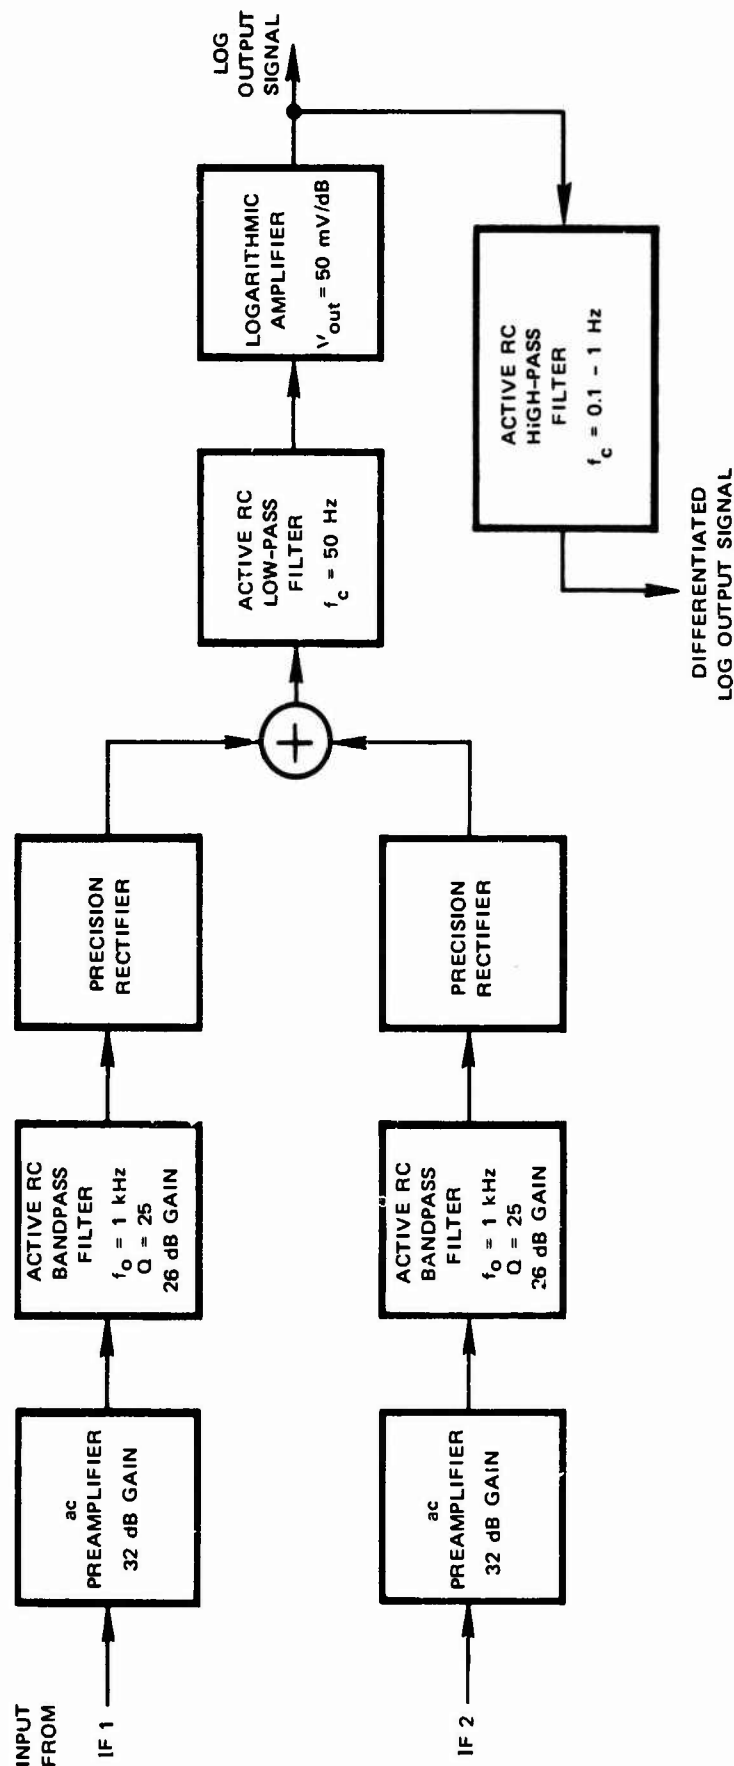 INPUT
FROM
IF 1
ac
PREAMPLIFIER
32 dB GAIN
ACTIVE RC
BANDPASS
FILTER
fo = 1 kHz
Q = 25
26 dB GAIN
PRECISION
RECTIFIER
IF 2
ac
PREAMPLIFIER
32 dB GAIN
ACTIVE RC
BANDPASS
FILTER
fo = 1 kHz
Q = 25
26 dB GAIN
PRECISION
RECTIFIER
+
ACTIVE RC
LOW-PASS
FILTER
fc = 50 Hz
LOGARITHMIC
AMPLIFIER
Vout = 50 mV/dB
LOG
OUTPUT
SIGNAL
ACTIVE RC
HIGH-PASS
FILTER
fc = 0.1 - 1 Hz
DIFFERENTIATED
LOG OUTPUT SIGNAL